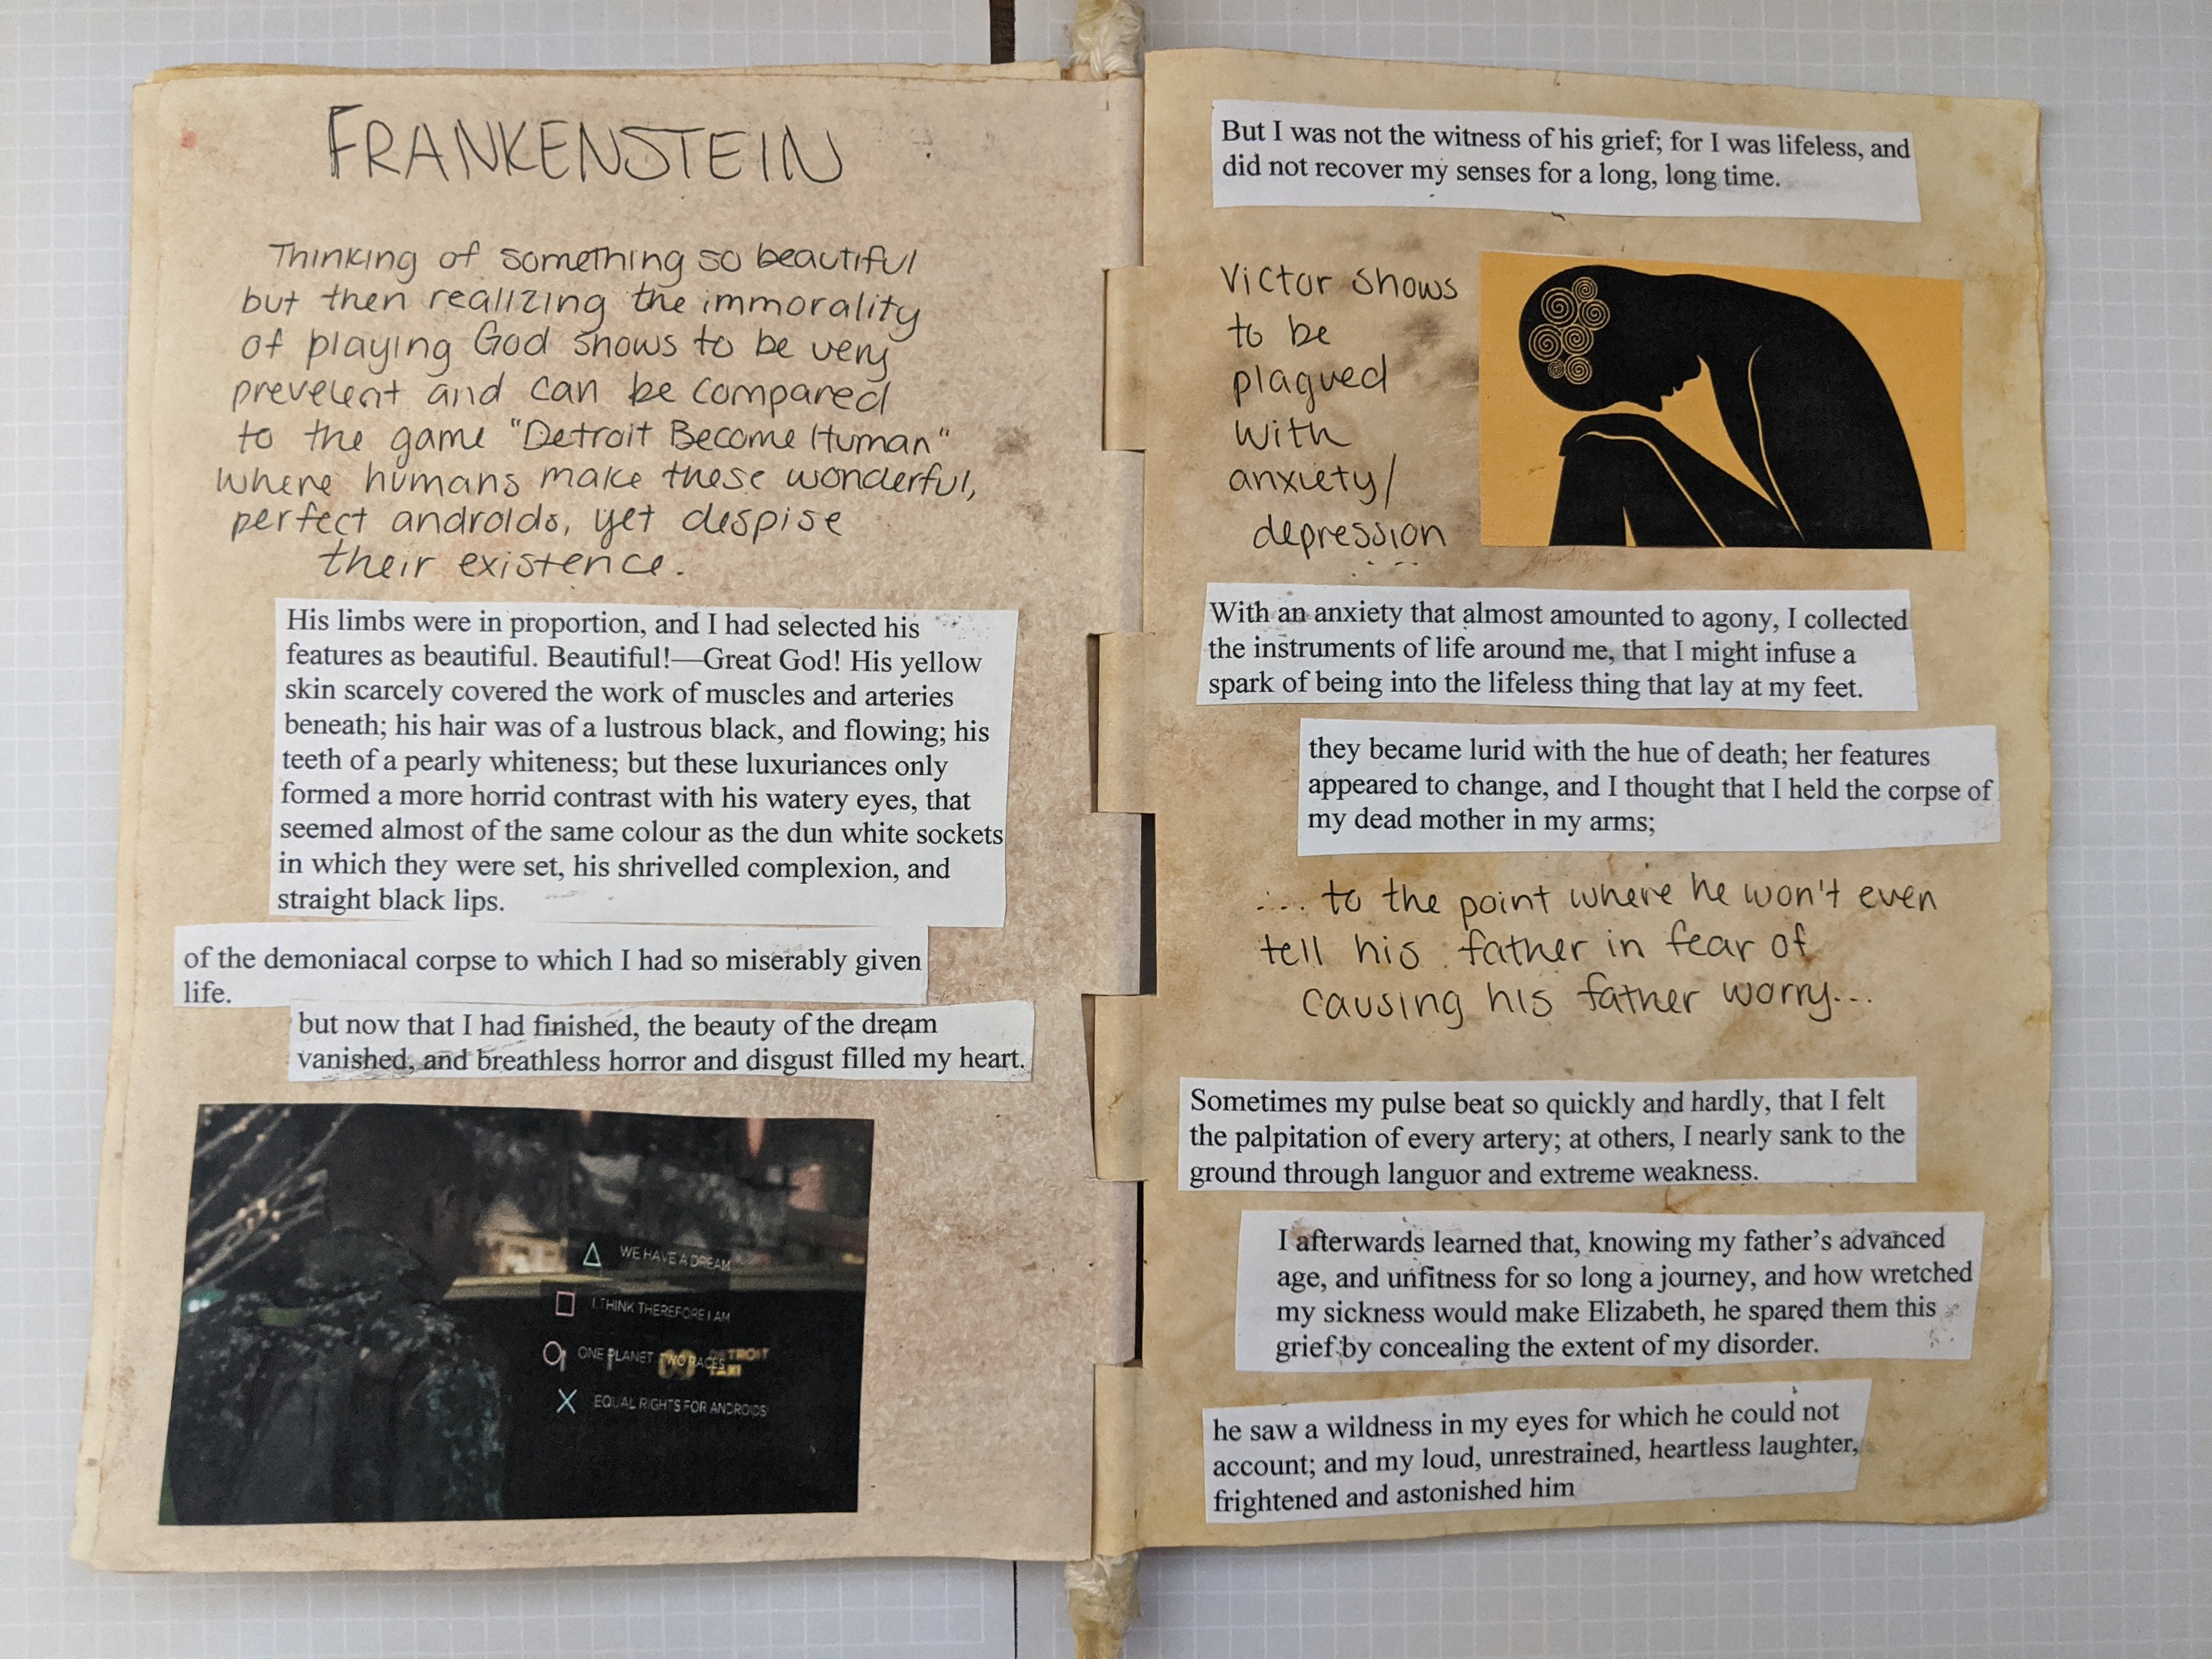 FRANKENSTEIN
Thinking of something so beautiful
but then realizing the immorality
of playing God shows to be very
prevelent and can be compared
to the game "Detroit Become Human"
where humans make these wonderful,
perfect androids, yet despise
their existence.
His limbs were in proportion, and I had selected his
features as beautiful. Beautiful!—Great God! His yellow
skin scarcely covered the work of muscles and arteries
beneath; his hair was of a lustrous black, and flowing; his
teeth of a pearly whiteness; but these luxuriances only
formed a more horrid contrast with his watery eyes, that
seemed almost of the same colour as the dun white sockets
in which they were set, his shrivelled complexion, and
straight black lips.
of the demoniacal corpse to which I had so miserably given
life.
but now that I had finished, the beauty of the dream
vanished, and breathless horror and disgust filled my heart.
WE HAVE A DREAM
I THINK THEREFORE I AM
ONE PLANET TWO RACES
EQUAL RIGHTS FOR ANDROIDS
But I was not the witness of his grief; for I was lifeless, and
did not recover my senses for a long, long time.
Victor shows
to be
plagued
with
anxiety/
depression
...
With an anxiety that almost amounted to agony, I collected
the instruments of life around me, that I might infuse a
spark of being into the lifeless thing that lay at my feet.
they became lurid with the hue of death; her features
appeared to change, and I thought that I held the corpse of
my dead mother in my arms;
... to the point where he won't even
tell his father in fear of
causing his father worry...
Sometimes my pulse beat so quickly and hardly, that I felt
the palpitation of every artery; at others, I nearly sank to the
ground through languor and extreme weakness.
I afterwards learned that, knowing my father's advanced
age, and unfitness for so long a journey, and how wretched
my sickness would make Elizabeth, he spared them this
grief by concealing the extent of my disorder.
he saw a wildness in my eyes for which he could not
account; and my loud, unrestrained, heartless laughter,
frightened and astonished him